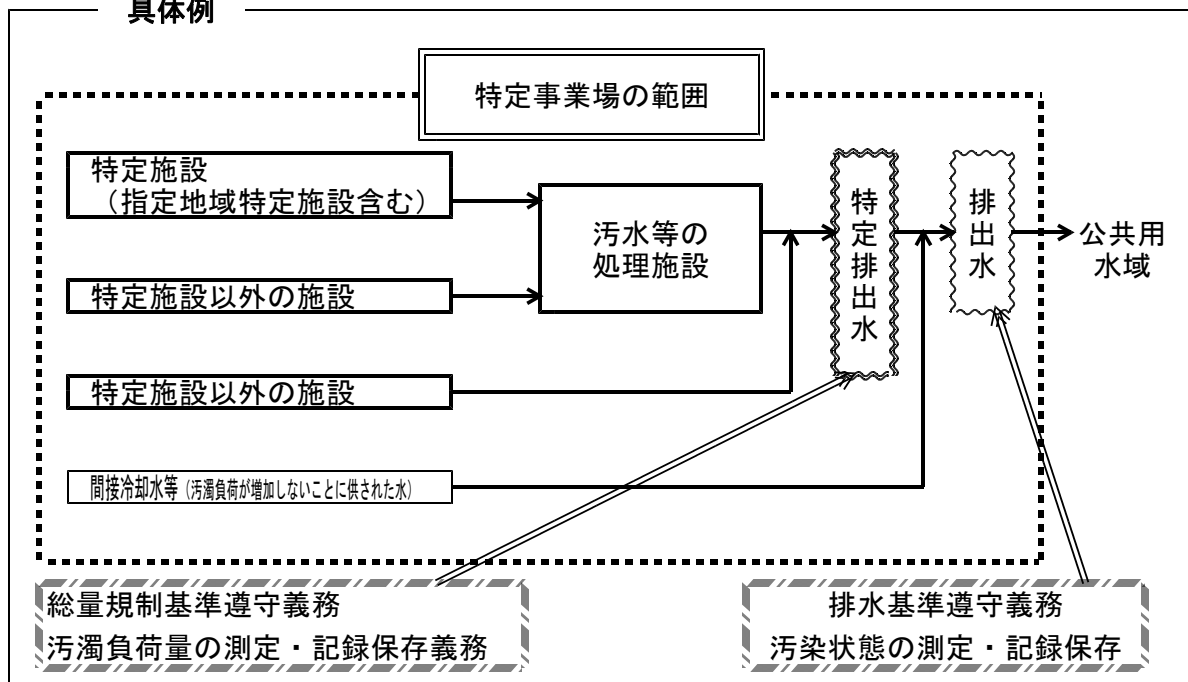 具体例
特定事業場の範囲
特定施設
（指定地域特定施設含む）
特定施設以外の施設
特定施設以外の施設
間接冷却水等（汚濁負荷が増加しないことに供された水）
汚水等の
処理施設
特定排出水
排出水
公共用
水域
総量規制基準遵守義務
汚濁負荷量の測定・記録保存義務
排水基準遵守義務
汚染状態の測定・記録保存